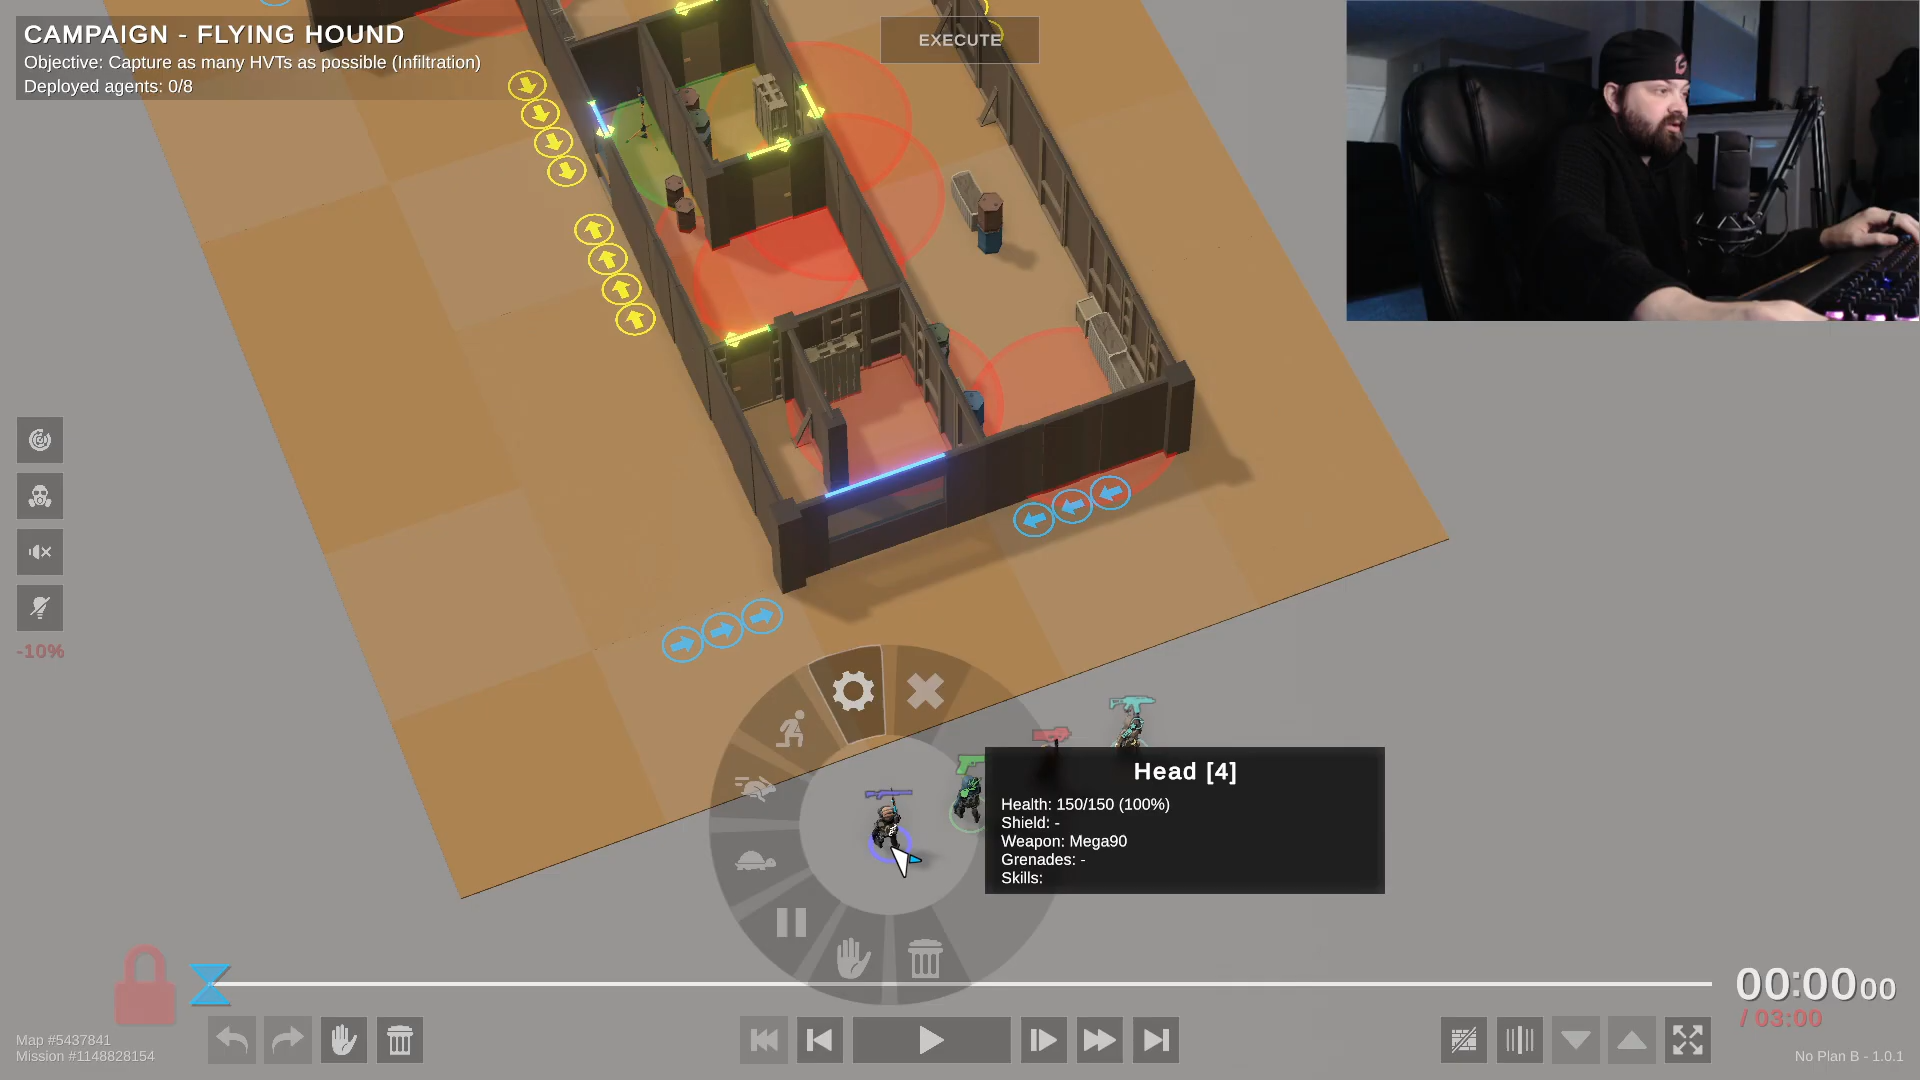 CAMPAIGN - FLYING HOUND
Objective: Capture as many HVTs as possible (Infiltration)
Deployed agents: 0/8
EXECUTE
-10%
Head [4]
Health: 150/150 (100%)
Shield: -
Weapon: Mega90
Grenades: -
Skills:
00:00 00
/ 03:00
Map #5437841
Mission #1148828154
No Plan B - 1.0.1